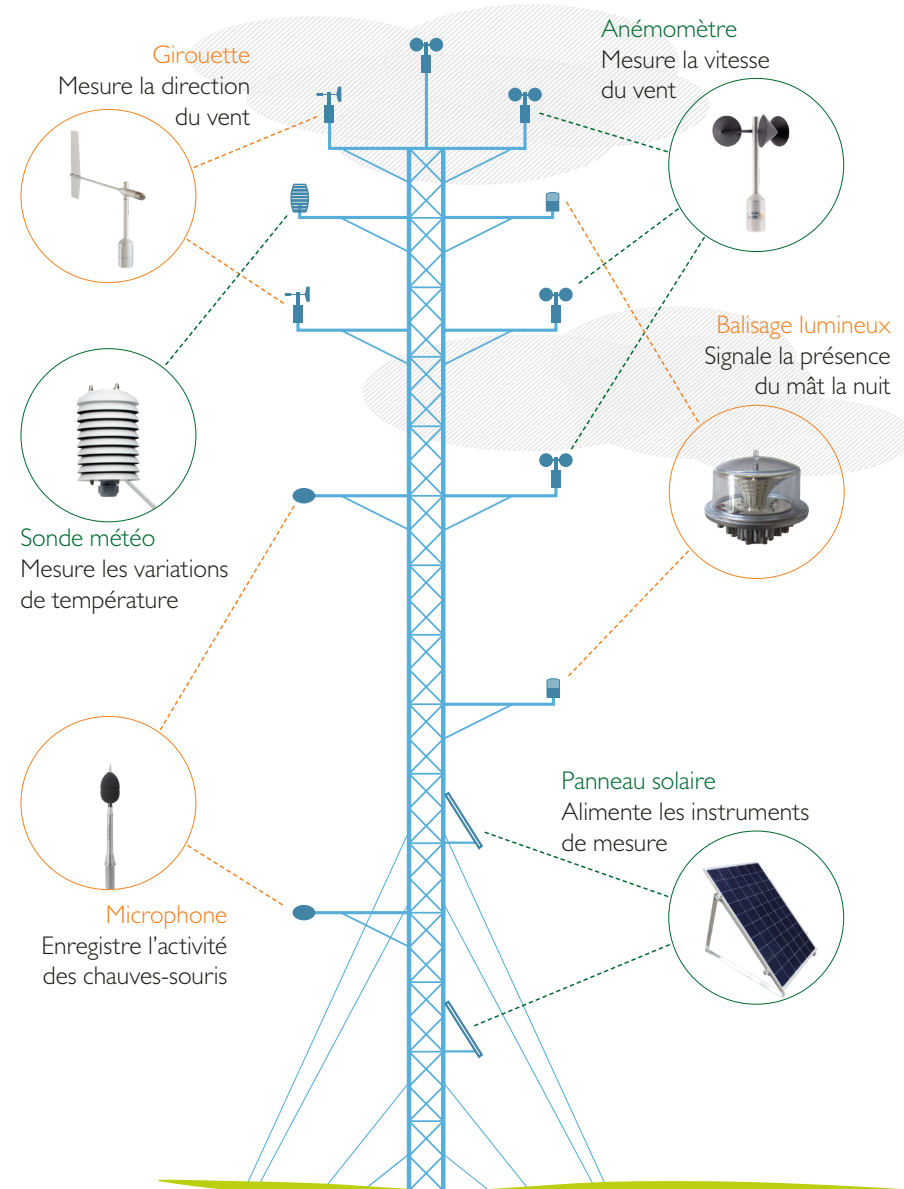 Girouette
Mesure la direction
du vent
Anémomètre
Mesure la vitesse
du vent
Balisage lumineux
Signale la présence
du mât la nuit
Sonde météo
Mesure les variations
de température
Panneau solaire
Alimente les instruments
de mesure
Microphone
Enregistre l’activité
des chauves-souris